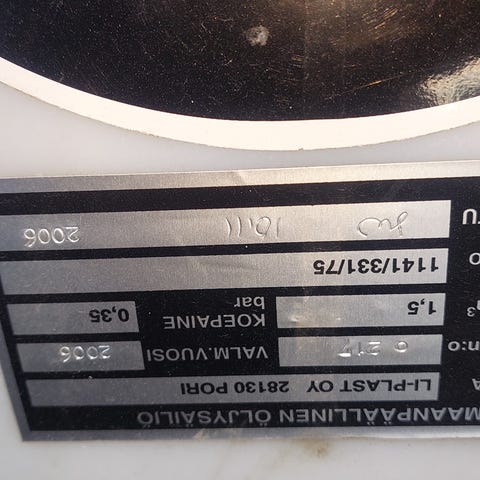 MAANPÄÄLLINEN ÖLJYSÄILIÖ
LI-PLAST OY 28130 PORI
n:o VALM.VUOSI 2006
1,5 KOEPAINE bar 0,35
1141/331/75
2006